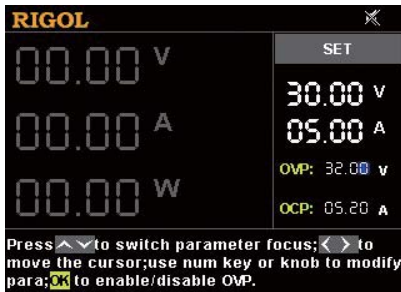 RIGOL
SET
00.00 V
30.00 V
00.00 A
05.00 A
OVP: 32.00 V
00.00 W
OCP: 05.20 A
Press to switch parameter
focus; < > to
move the cursor;use num key or knob to modify
para;OK to enable/disable OVP.